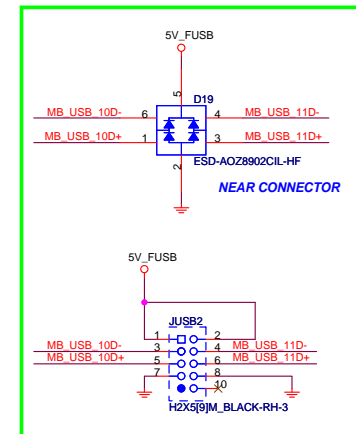 5V_FUSB
5
D19
MB_USB_10D- 6 4 MB_USB_11D-
MB_USB_10D+ 1 3 MB_USB_11D+
2
ESD-AOZ8902CIL-HF
NEAR CONNECTOR
5V_FUSB
JUSB2
1 2
MB_USB_10D- 3 4 MB_USB_11D-
MB_USB_10D+ 5 6 MB_USB_11D+
7 8
10
H2X5[9]M_BLACK-RH-3